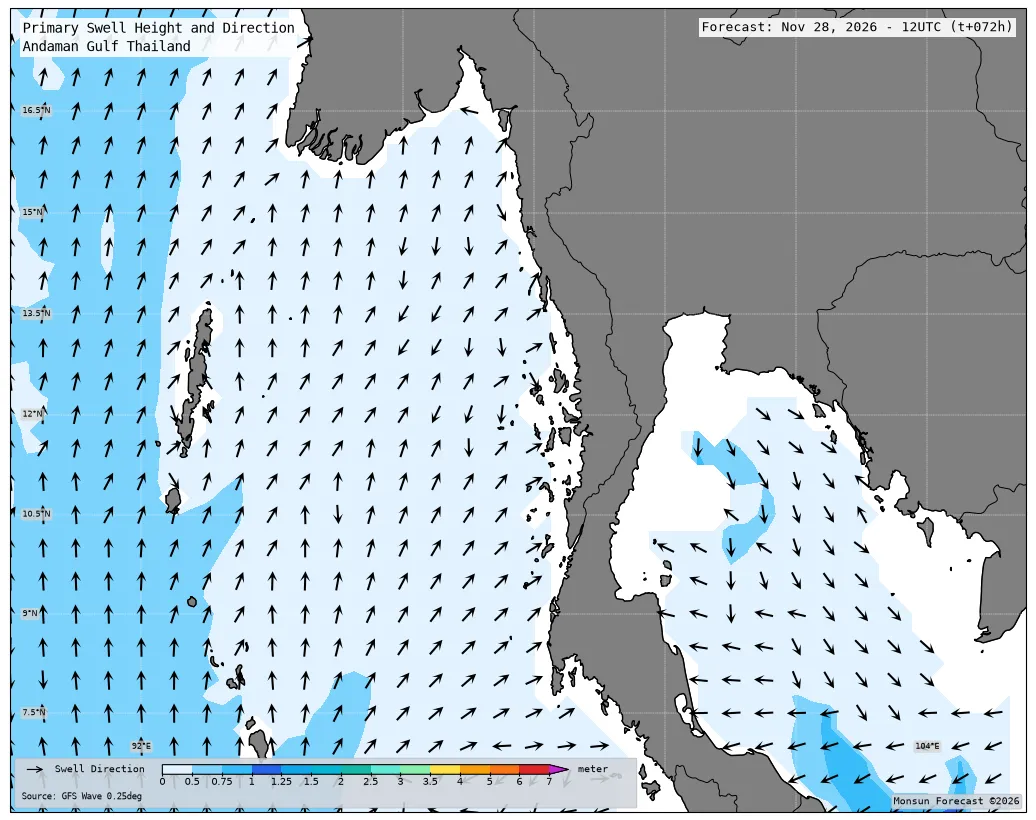 Primary Swell Height and Direction
Andaman Gulf Thailand
Forecast: Nov 28, 2026 - 12UTC (t+072h)
16.5°N
15°N
13.5°N
12°N
10.5°N
9°N
7.5°N
92°E
104°E
Swell Direction
meter
0 0.5 0.75 1 1.25 1.5 2 2.5 3 3.5 4 5 6 7
Source: GFS Wave 0.25deg
Monsun Forecast ©2026